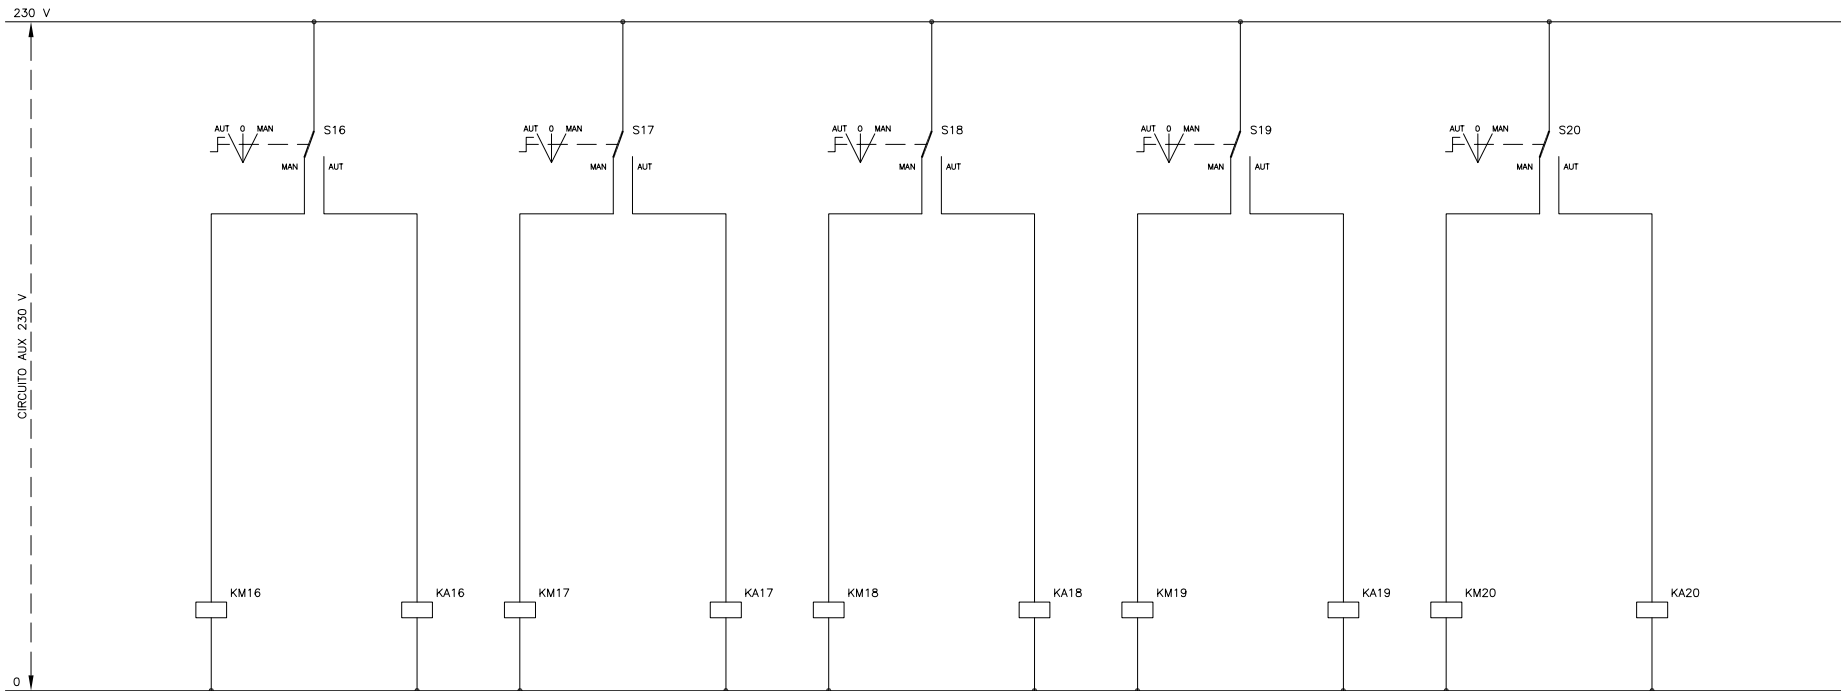 230 V
AUT 0 MAN
S16
MAN
AUT
AUT 0 MAN
S17
MAN
AUT
AUT 0 MAN
S18
MAN
AUT
AUT 0 MAN
S19
MAN
AUT
AUT 0 MAN
S20
MAN
AUT
CIRCUITO AUX 230 V
KM16
KA16
KM17
KA17
KM18
KA18
KM19
KA19
KM20
KA20
0